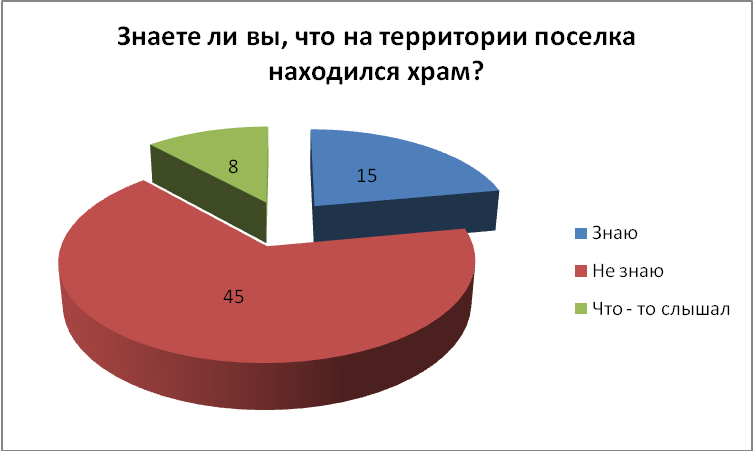 Знаете ли вы, что на территории поселка
находился храм?
8
15
45
Знаю
Не знаю
Что - то слышал